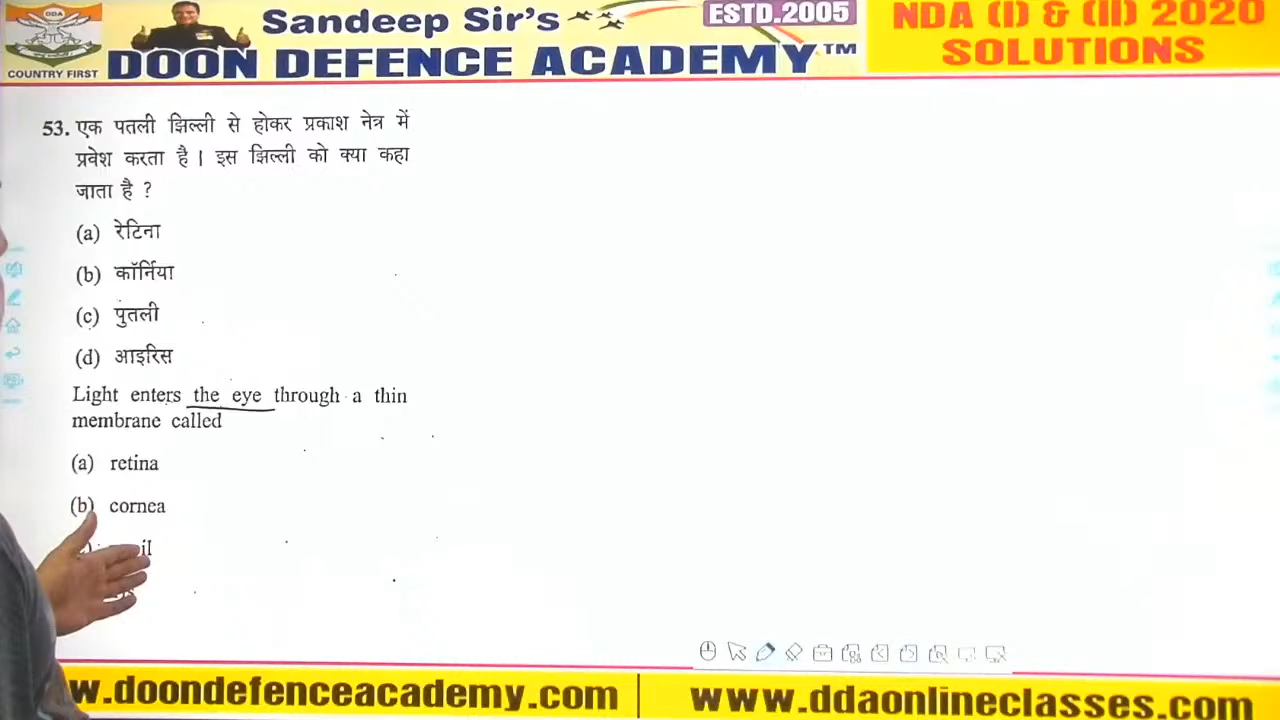 DDA
COUNTRY FIRST
Sandeep Sir's
DOON DEFENCE ACADEMY™
ESTD.2005
NDA (I) & (II) 2020
SOLUTIONS
53. एक पतली झिल्ली से होकर प्रकाश नेत्र में
प्रवेश करता है। इस झिल्ली को क्या कहा
जाता है ?
(a) रेटिना
(b) कॉर्निया
(c) पुतली
(d) आइरिस
Light enters the eye through a thin
membrane called
(a) retina
(b) cornea
w.doondefenceacademy.com
www.ddaonlineclasses.com